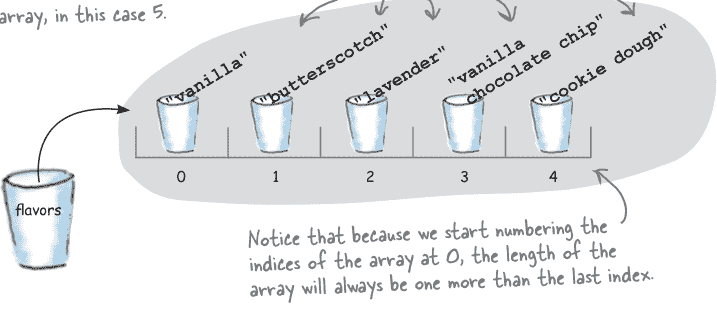 array, in this case 5.
"vanilla"
"butterscotch"
"lavender"
"vanilla
chocolate chip"
"cookie dough"
0
1
2
3
4
flavors
Notice that because we start numbering the
indices of the array at 0, the length of the
array will always be one more than the last index.